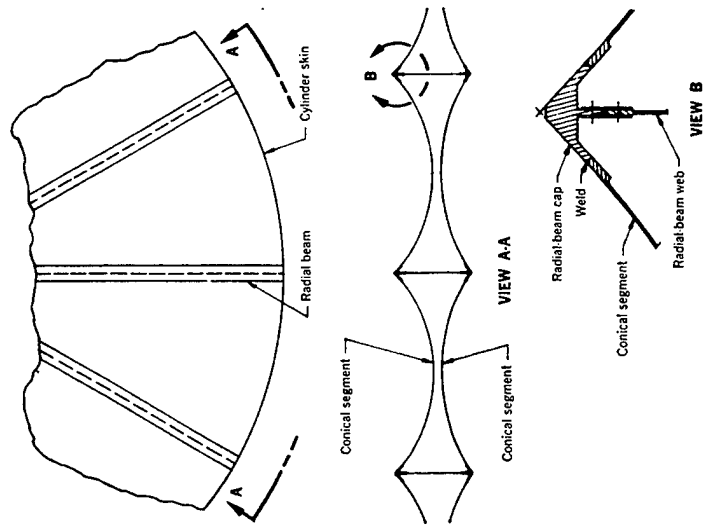 A
A
Cylinder skin
Radial beam
Conical segment
Conical segment
B
VIEW A-A
Radial-beam cap
Weld
Conical segment
Radial-beam web
VIEW B